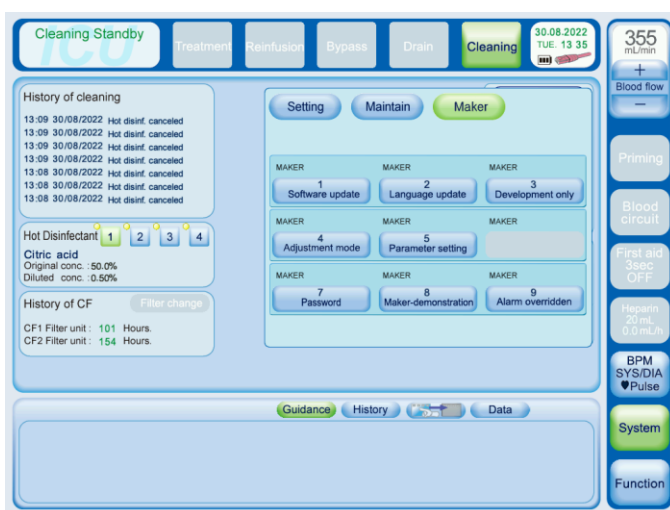 Cleaning Standby
ICU
Treatment
Reinfusion
Bypass
Drain
Cleaning
30.08.2022
TUE. 13 35
355
mL/min
+
Blood flow
−
History of cleaning
13:09 30/08/2022 Hot disinf. canceled
13:09 30/08/2022 Hot disinf. canceled
13:09 30/08/2022 Hot disinf. canceled
13:09 30/08/2022 Hot disinf. canceled
13:08 30/08/2022 Hot disinf. canceled
13:08 30/08/2022 Hot disinf. canceled
13:08 30/08/2022 Hot disinf. canceled
Hot Disinfectant 1 2 3 4
Citric acid
Original conc. : 50.0%
Diluted conc. : 0.50%
History of CF
Filter change
CF1 Filter unit : 101 Hours.
CF2 Filter unit : 154 Hours.
Setting
Maintain
Maker
MAKER MAKER MAKER
1
Software update
2
Language update
3
Development only
MAKER MAKER MAKER
4
Adjustment mode
5
Parameter setting
MAKER MAKER MAKER
7
Password
8
Maker-demonstration
9
Alarm overridden
Guidance
History
Data
Priming
Blood
circuit
First aid
3sec
OFF
Heparin
20 mL
0.0 mL/h
BPM
SYS/DIA
♥Pulse
System
Function